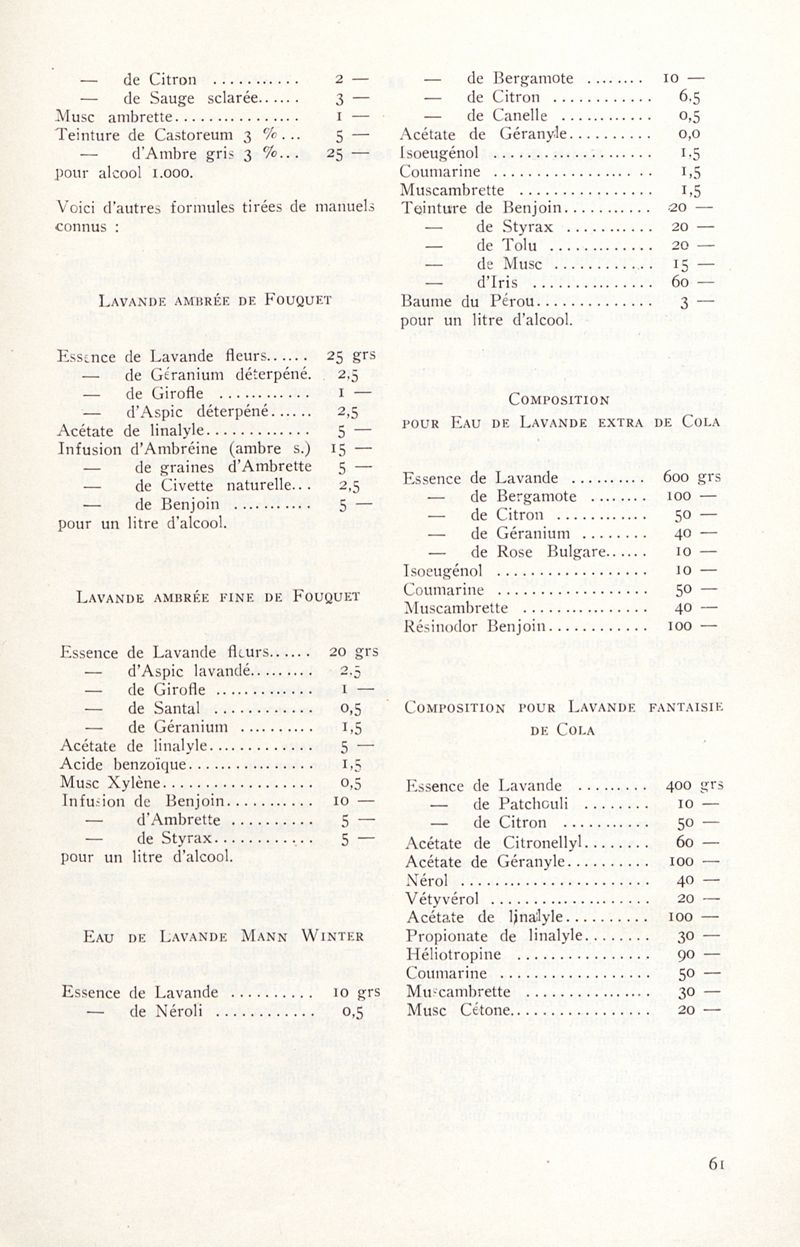 — de Citron ........... 2 —
— de Sauge sclarée...... 3 —
Musc ambrette................ 1 —
Teinture de Castoreum 3 %... 5 —
— d'Ambre gris 3 %... 25 —
pour alcool 1.000.
Voici d'autres formules tirées de manuels
connus :
LAVANDE AMBRÉE DE FOUQUET
Essence de Lavande fleurs...... 25 grs
— de Géranium déterpéné. 2,5
— de Girofle ........... 1 —
— d'Aspic déterpéné...... 2,5
Acétate de linalyle............. 5 —
Infusion d'Ambréine (ambre s.) 15 —
— de graines d'Ambrette 5 —
— de Civette naturelle... 2,5
— de Benjoin .......... 5 —
pour un litre d'alcool.
LAVANDE AMBRÉE FINE DE FOUQUET
Essence de Lavande fleurs...... 20 grs
— d'Aspic lavandé......... 2,5
— de Girofle ............ 1 —
— de Santal ............ 0,5
— de Géranium ......... 1,5
Acétate de linalyle............. 5 —
Acide benzoïque............... 1,5
Musc Xylène.................. 0,5
Infusion de Benjoin........... 10 —
— d'Ambrette .......... 5 —
— de Styrax............. 5 —
pour un litre d'alcool.
EAU DE LAVANDE MANN WINTER
Essence de Lavande .......... 10 grs
— de Néroli ............ 0,5
— de Bergamote ........ 10 —
— de Citron ............ 6,5
— de Canelle ........... 0,5
Acétate de Géranyle.......... 0,0
Isoeugénol ................... 1,5
Coumarine ................... 1,5
Muscambrette ................ 1,5
Teinture de Benjoin........... 20 —
— de Styrax .......... 20 —
— de Tolu ............ 20 —
— de Musc ............ 15 —
— d'Iris .............. 60 —
Baume du Pérou.............. 3 —
pour un litre d'alcool.
COMPOSITION
POUR EAU DE LAVANDE EXTRA DE COLA
Essence de Lavande ......... 600 grs
— de Bergamote ........ 100 —
— de Citron ........... 50 —
— de Géranium ........ 40 —
— de Rose Bulgare...... 10 —
Isoeugénol .................. 10 —
Coumarine .................. 50 —
Muscambrette ............... 40 —
Résinodor Benjoin............ 100 —
COMPOSITION POUR LAVANDE FANTAISIE
DE COLA
Essence de Lavande ......... 400 grs
— de Patchouli ........ 10 —
— de Citron ........... 50 —
Acétate de Citronellyl........ 60 —
Acétate de Géranyle.......... 100 —
Nérol ....................... 40 —
Vétyvérol ................... 20 —
Acétate de ljnalyle.......... 100 —
Propionate de linalyle........ 30 —
Héliotropine ................ 90 —
Coumarine .................. 50 —
Muscambrette ............... 30 —
Musc Cétone................. 20 —
61